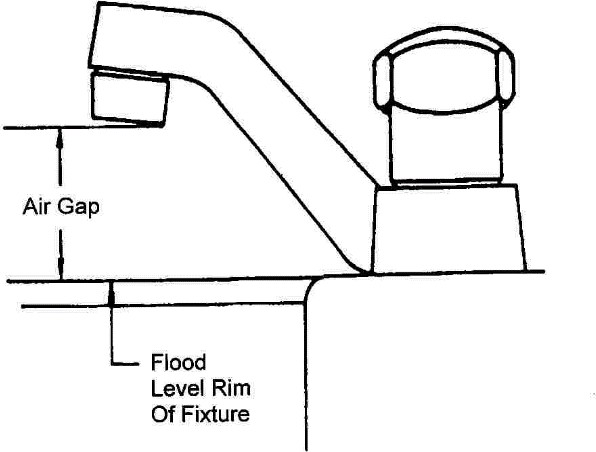 Air Gap
Flood
Level Rim
Of Fixture